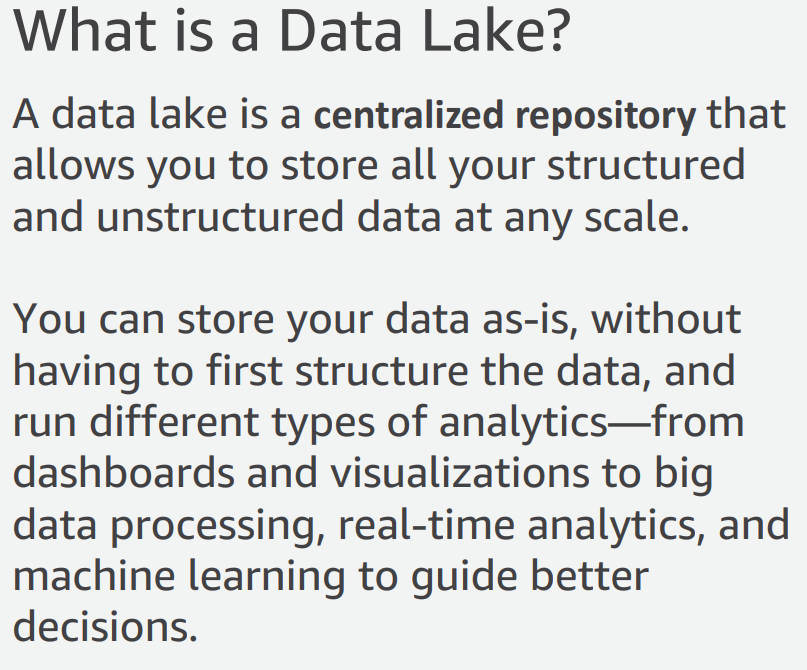 What is a Data Lake?
A data lake is a centralized repository that
allows you to store all your structured
and unstructured data at any scale.
You can store your data as-is, without
having to first structure the data, and
run different types of analytics—from
dashboards and visualizations to big
data processing, real-time analytics, and
machine learning to guide better
decisions.